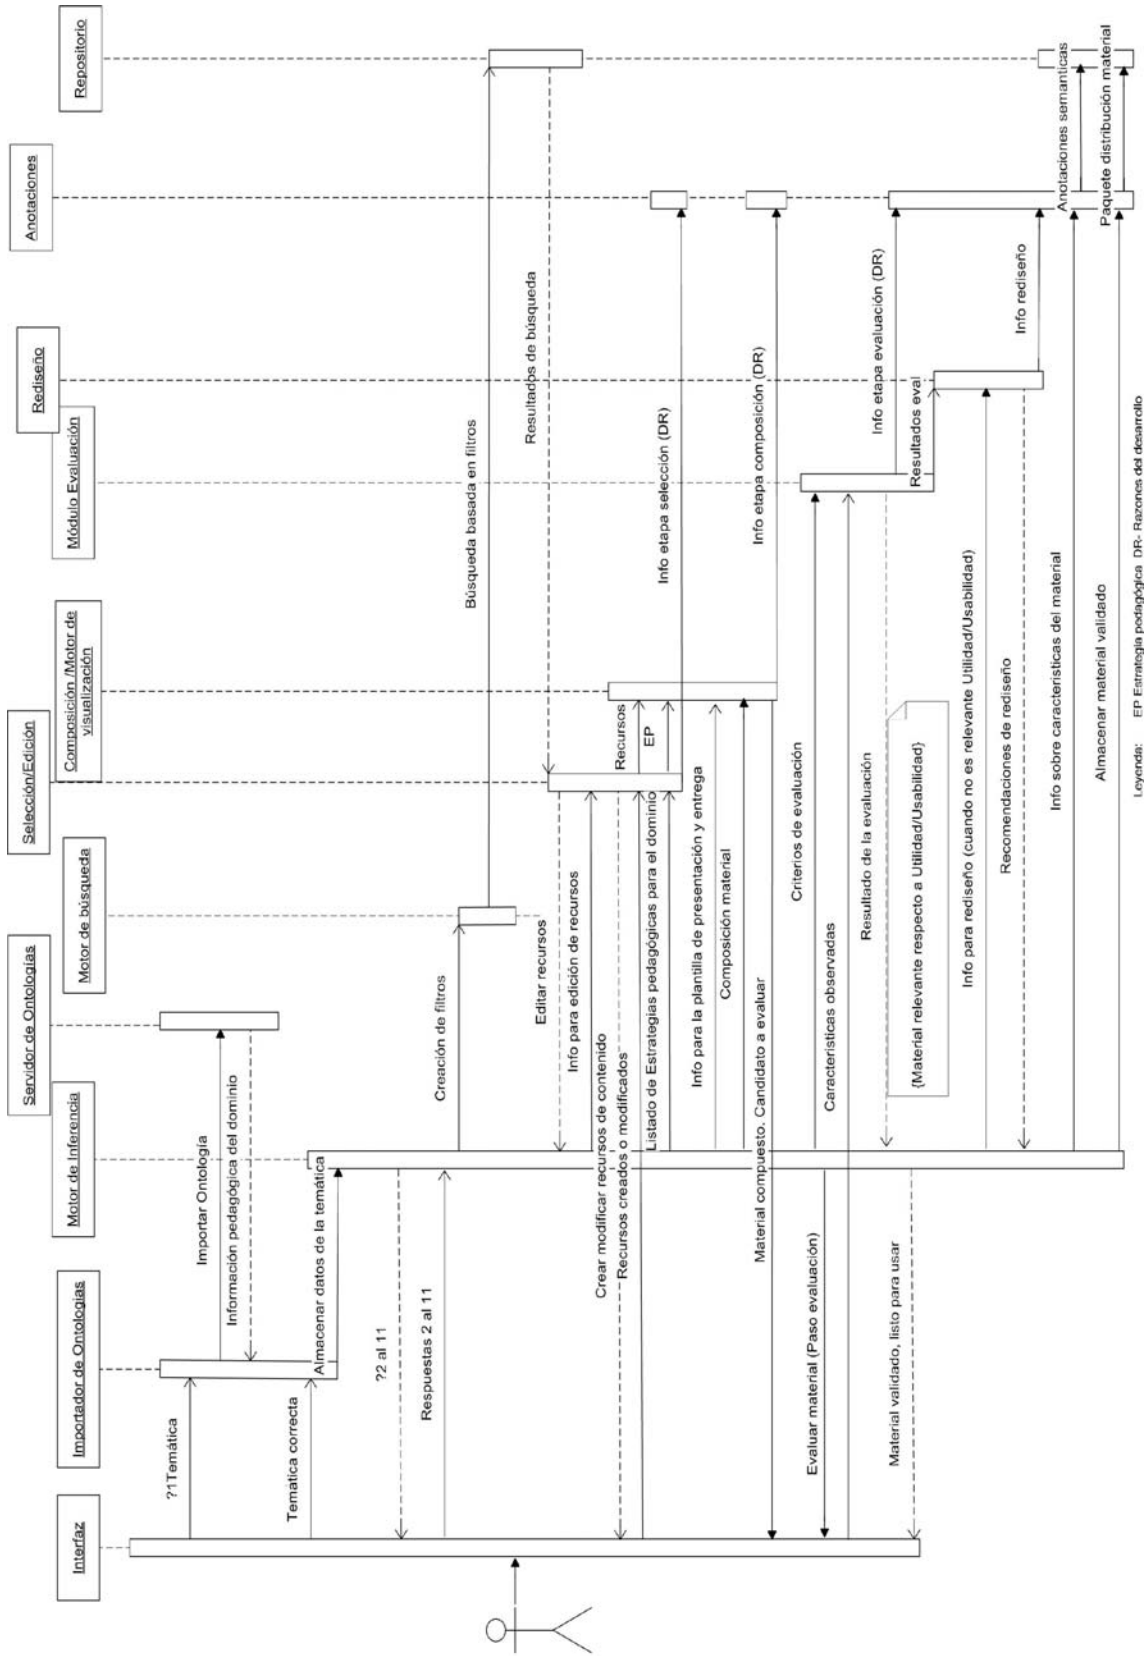 Interfaz
Importador de Ontologías
Motor de Inferencia
Servidor de Ontologías
Motor de búsqueda
Selección/Edición
Composición /Motor de
visualización
Módulo Evaluación
Rediseño
Anotaciones
Repositorio
?1Temática
Importar Ontología
Información pedagógica del dominio
Temática correcta
Almacenar datos de la temática
?2 al 11
Respuestas 2 al 11
Creación de filtros
Búsqueda basada en filtros
Resultados de búsqueda
Editar recursos
Info para edición de recursos
Crear modificar recursos de contenido
Recursos creados o modificados
Recursos
Listado de Estrategias pedagógicas para el dominio
EP
Info etapa selección (DR)
Info para la plantilla de presentación y entrega
Composición material
Material compuesto. Candidato a evaluar
Info etapa composición (DR)
Criterios de evaluación
Evaluar material (Paso evaluación)
Caracteristicas observadas
Resultado de la evaluación
Info etapa evaluación (DR)
Material validado, listo para usar
{Material relevante respecto a Utilidad/Usabilidad}
Resultados eval
Info para rediseño (cuando no es relevante Utilidad/Usabilidad)
Recomendaciones de rediseño
Info rediseño
Info sobre caracteristicas del material
Anotaciones semanticas
Almacenar material validado
Paquete distribución material
Leyenda: EP Estrategia pedagógica DR- Razones del desarrollo